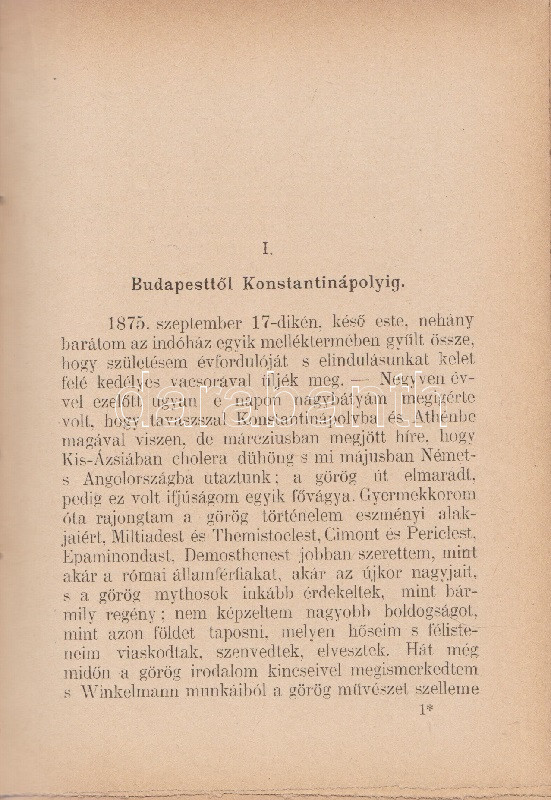 I.
Budapesttől Konstantinápolyig.
1875. szeptember 17-dikén, késő este, nehány
barátom az indóház egyik melléktermében gyűlt össze,
hogy születésem évfordulóját s elindulásunkat kelet
felé kedélyes vacsorával üljék meg. — Negyven év-
vel ezelőtt ugyan e napon nagybátyám megigérte
volt, hogy tavaszszal Konstantinápolyba és Athénbe
magával viszen, de márcziusban megjött híre, hogy
Kis-Ázsiában cholera dühöng s mi májusban Német-
s Angolországba utaztunk; a görög út elmaradt,
pedig ez volt ifjúságom egyik fővágya. Gyermekkorom
óta rajongtam a görög történelem eszményi alak-
jaiért, Miltiadest és Themistoclest, Cimont és Periclest,
Epaminondast, Demosthenest jobban szerettem, mint
akár a római államférfiakat, akár az újkor nagyjait,
s a görög mythosok inkább érdekeltek, mint bár-
mily regény; nem képzeltem nagyobb boldogságot,
mint azon földet taposni, melyen hőseim s féliste-
neim viaskodtak, szenvedtek, elvesztek. Hát még
midőn a görög irodalom kincseivel megismerkedtem
s Winkelmann munkáiból a görög művészet szelleme
1*
darabanth